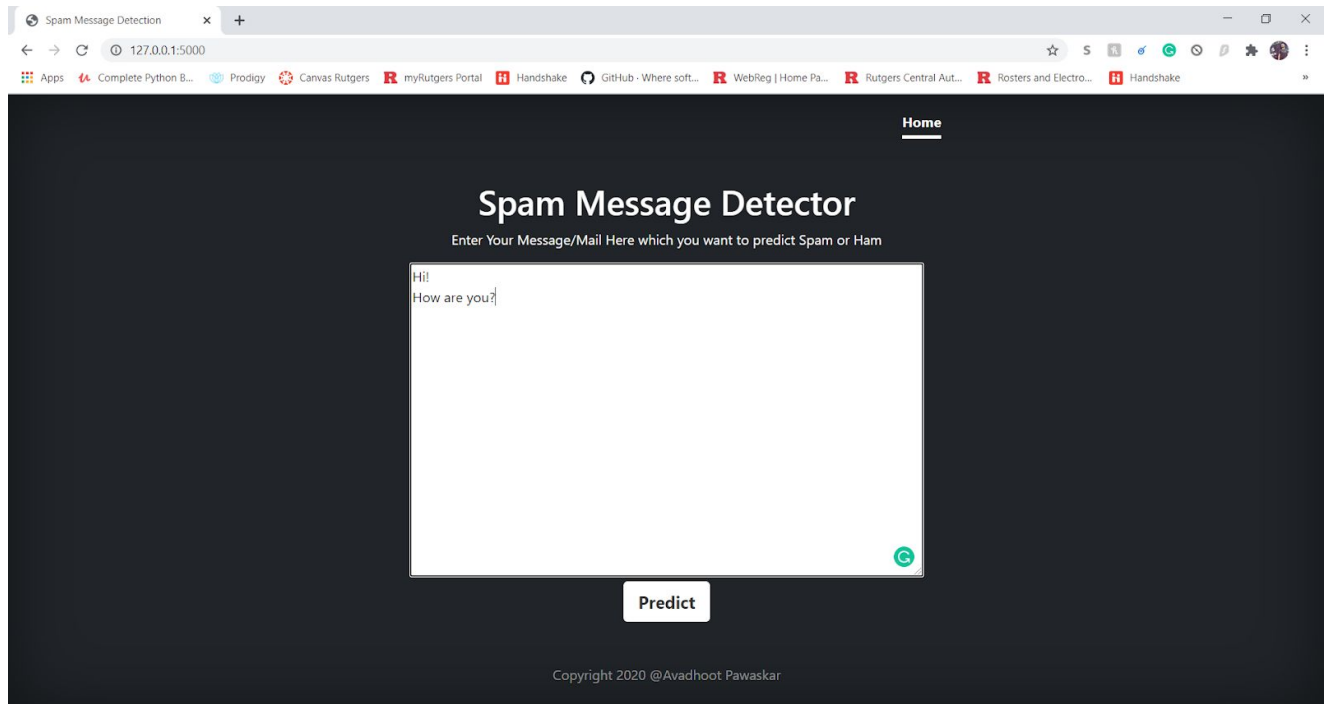 Spam Message Detection
127.0.0.1:5000
Apps Complete Python B... Prodigy Canvas Rutgers myRutgers Portal Handshake GitHub · Where soft... WebReg | Home Pa... Rutgers Central Aut... Rosters and Electro... Handshake »
Home
Spam Message Detector
Enter Your Message/Mail Here which you want to predict Spam or Ham
Hi!
How are you?
Predict
Copyright 2020 @Avadhoot Pawaskar